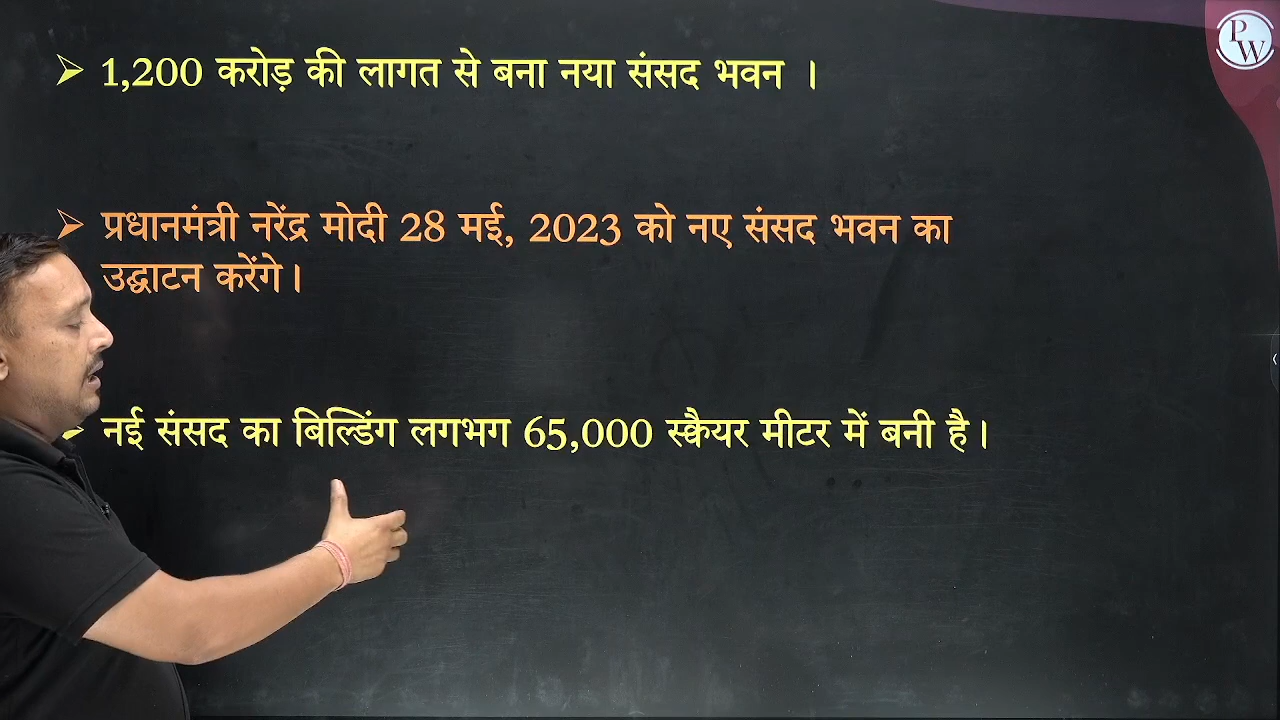 PW
➢ 1,200 करोड़ की लागत से बना नया संसद भवन ।
➢ प्रधानमंत्री नरेंद्र मोदी 28 मई, 2023 को नए संसद भवन का
उद्घाटन करेंगे।
➢ नई संसद का बिल्डिंग लगभग 65,000 स्क्वैयर मीटर में बनी है।